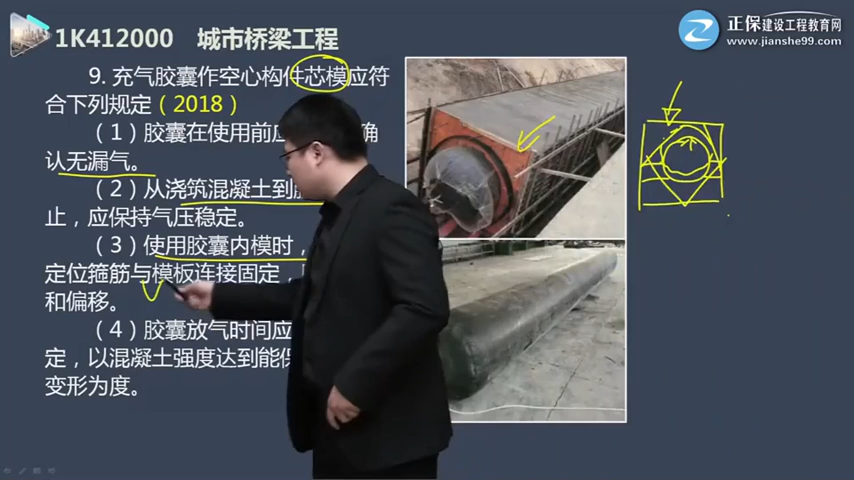 1K412000 城市桥梁工程
正保建设工程教育网
www.jianshe99.com
9. 充气胶囊作空心构件芯模应符
合下列规定（2018）
（1）胶囊在使用前应 确
认无漏气。
（2）从浇筑混凝土到
止，应保持气压稳定。
（3）使用胶囊内模时，
定位箍筋与模板连接固定，
和偏移。
（4）胶囊放气时间应
定，以混凝土强度达到能
变形为度。